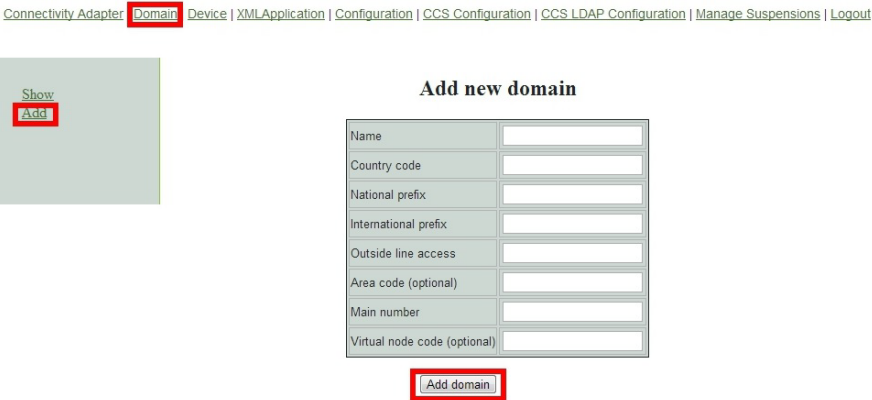 Connectivity Adapter Domain Device | XMLApplication | Configuration | CCS Configuration | CCS LDAP Configuration | Manage Suspensions | Logout
Show
Add
Add new domain
Name
Country code
National prefix
International prefix
Outside line access
Area code (optional)
Main number
Virtual node code (optional)
Add domain